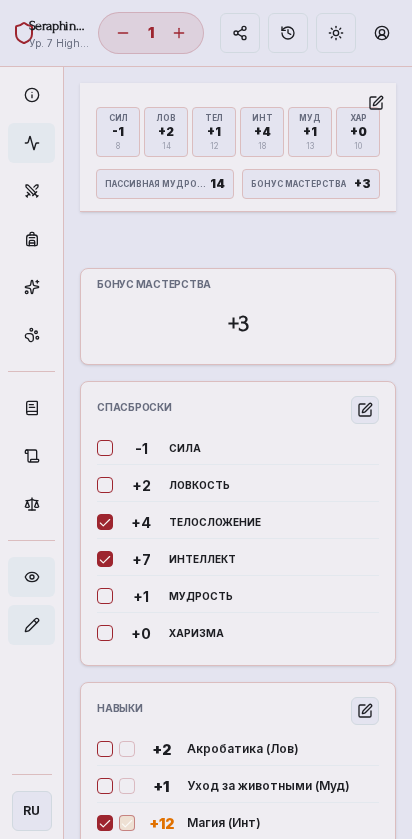 Seraphin...
Ур. 7 High...
1
СИЛ ЛОВ ТЕЛ ИНТ МУД ХАР
-1 +2 +1 +4 +1 +0
8 14 12 18 13 10
ПАССИВНАЯ МУДРО... 14 БОНУС МАСТЕРСТВА +3
БОНУС МАСТЕРСТВА
+3
СПАСБРОСКИ
-1 СИЛА
+2 ЛОВКОСТЬ
+4 ТЕЛОСЛОЖЕНИЕ
+7 ИНТЕЛЛЕКТ
+1 МУДРОСТЬ
+0 ХАРИЗМА
НАВЫКИ
+2 Акробатика (Лов)
+1 Уход за животными (Муд)
+12 Магия (Инт)
RU